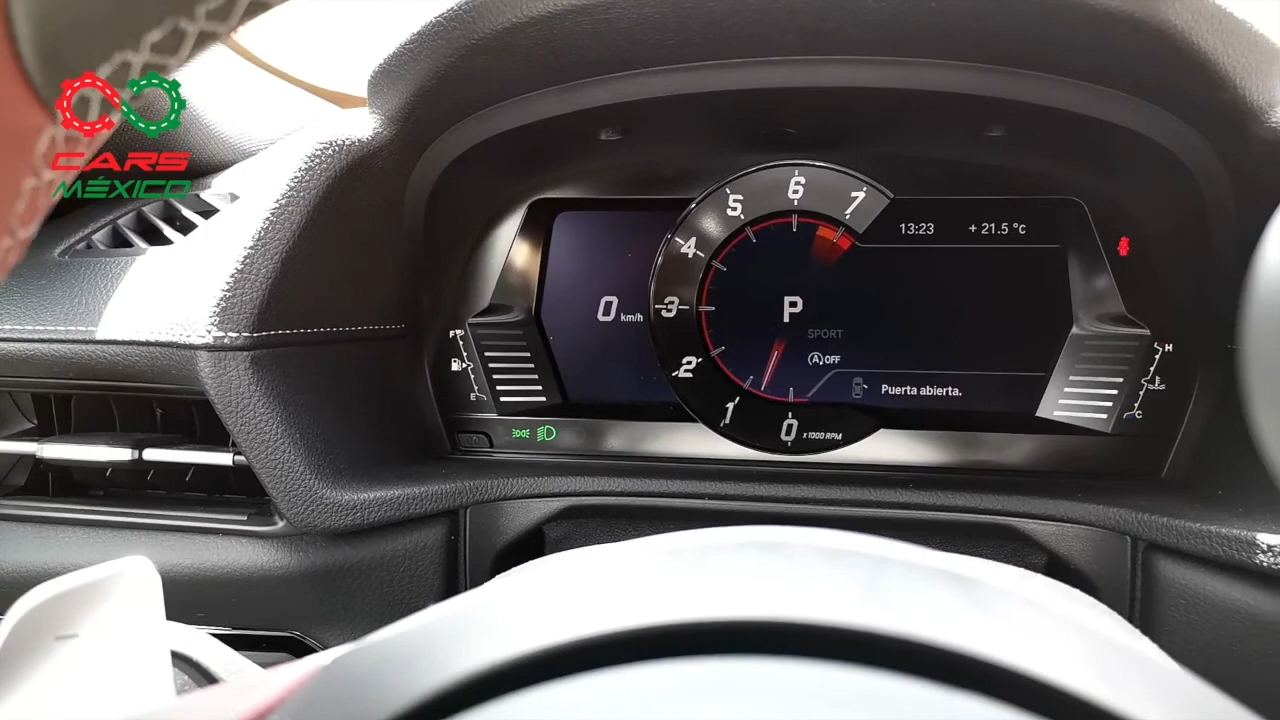 CARS
MÉXICO
0 km/h
7
6
5
4
3
2
1
0 x1000 RPM
P
SPORT
A OFF
13:23 + 21.5 °C
Puerta abierta.
F
E
H
C